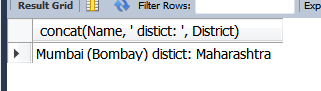 Result Grid Filter Rows: Exp
concat(Name, ' distict: ', District)
Mumbai (Bombay) distict: Maharashtra